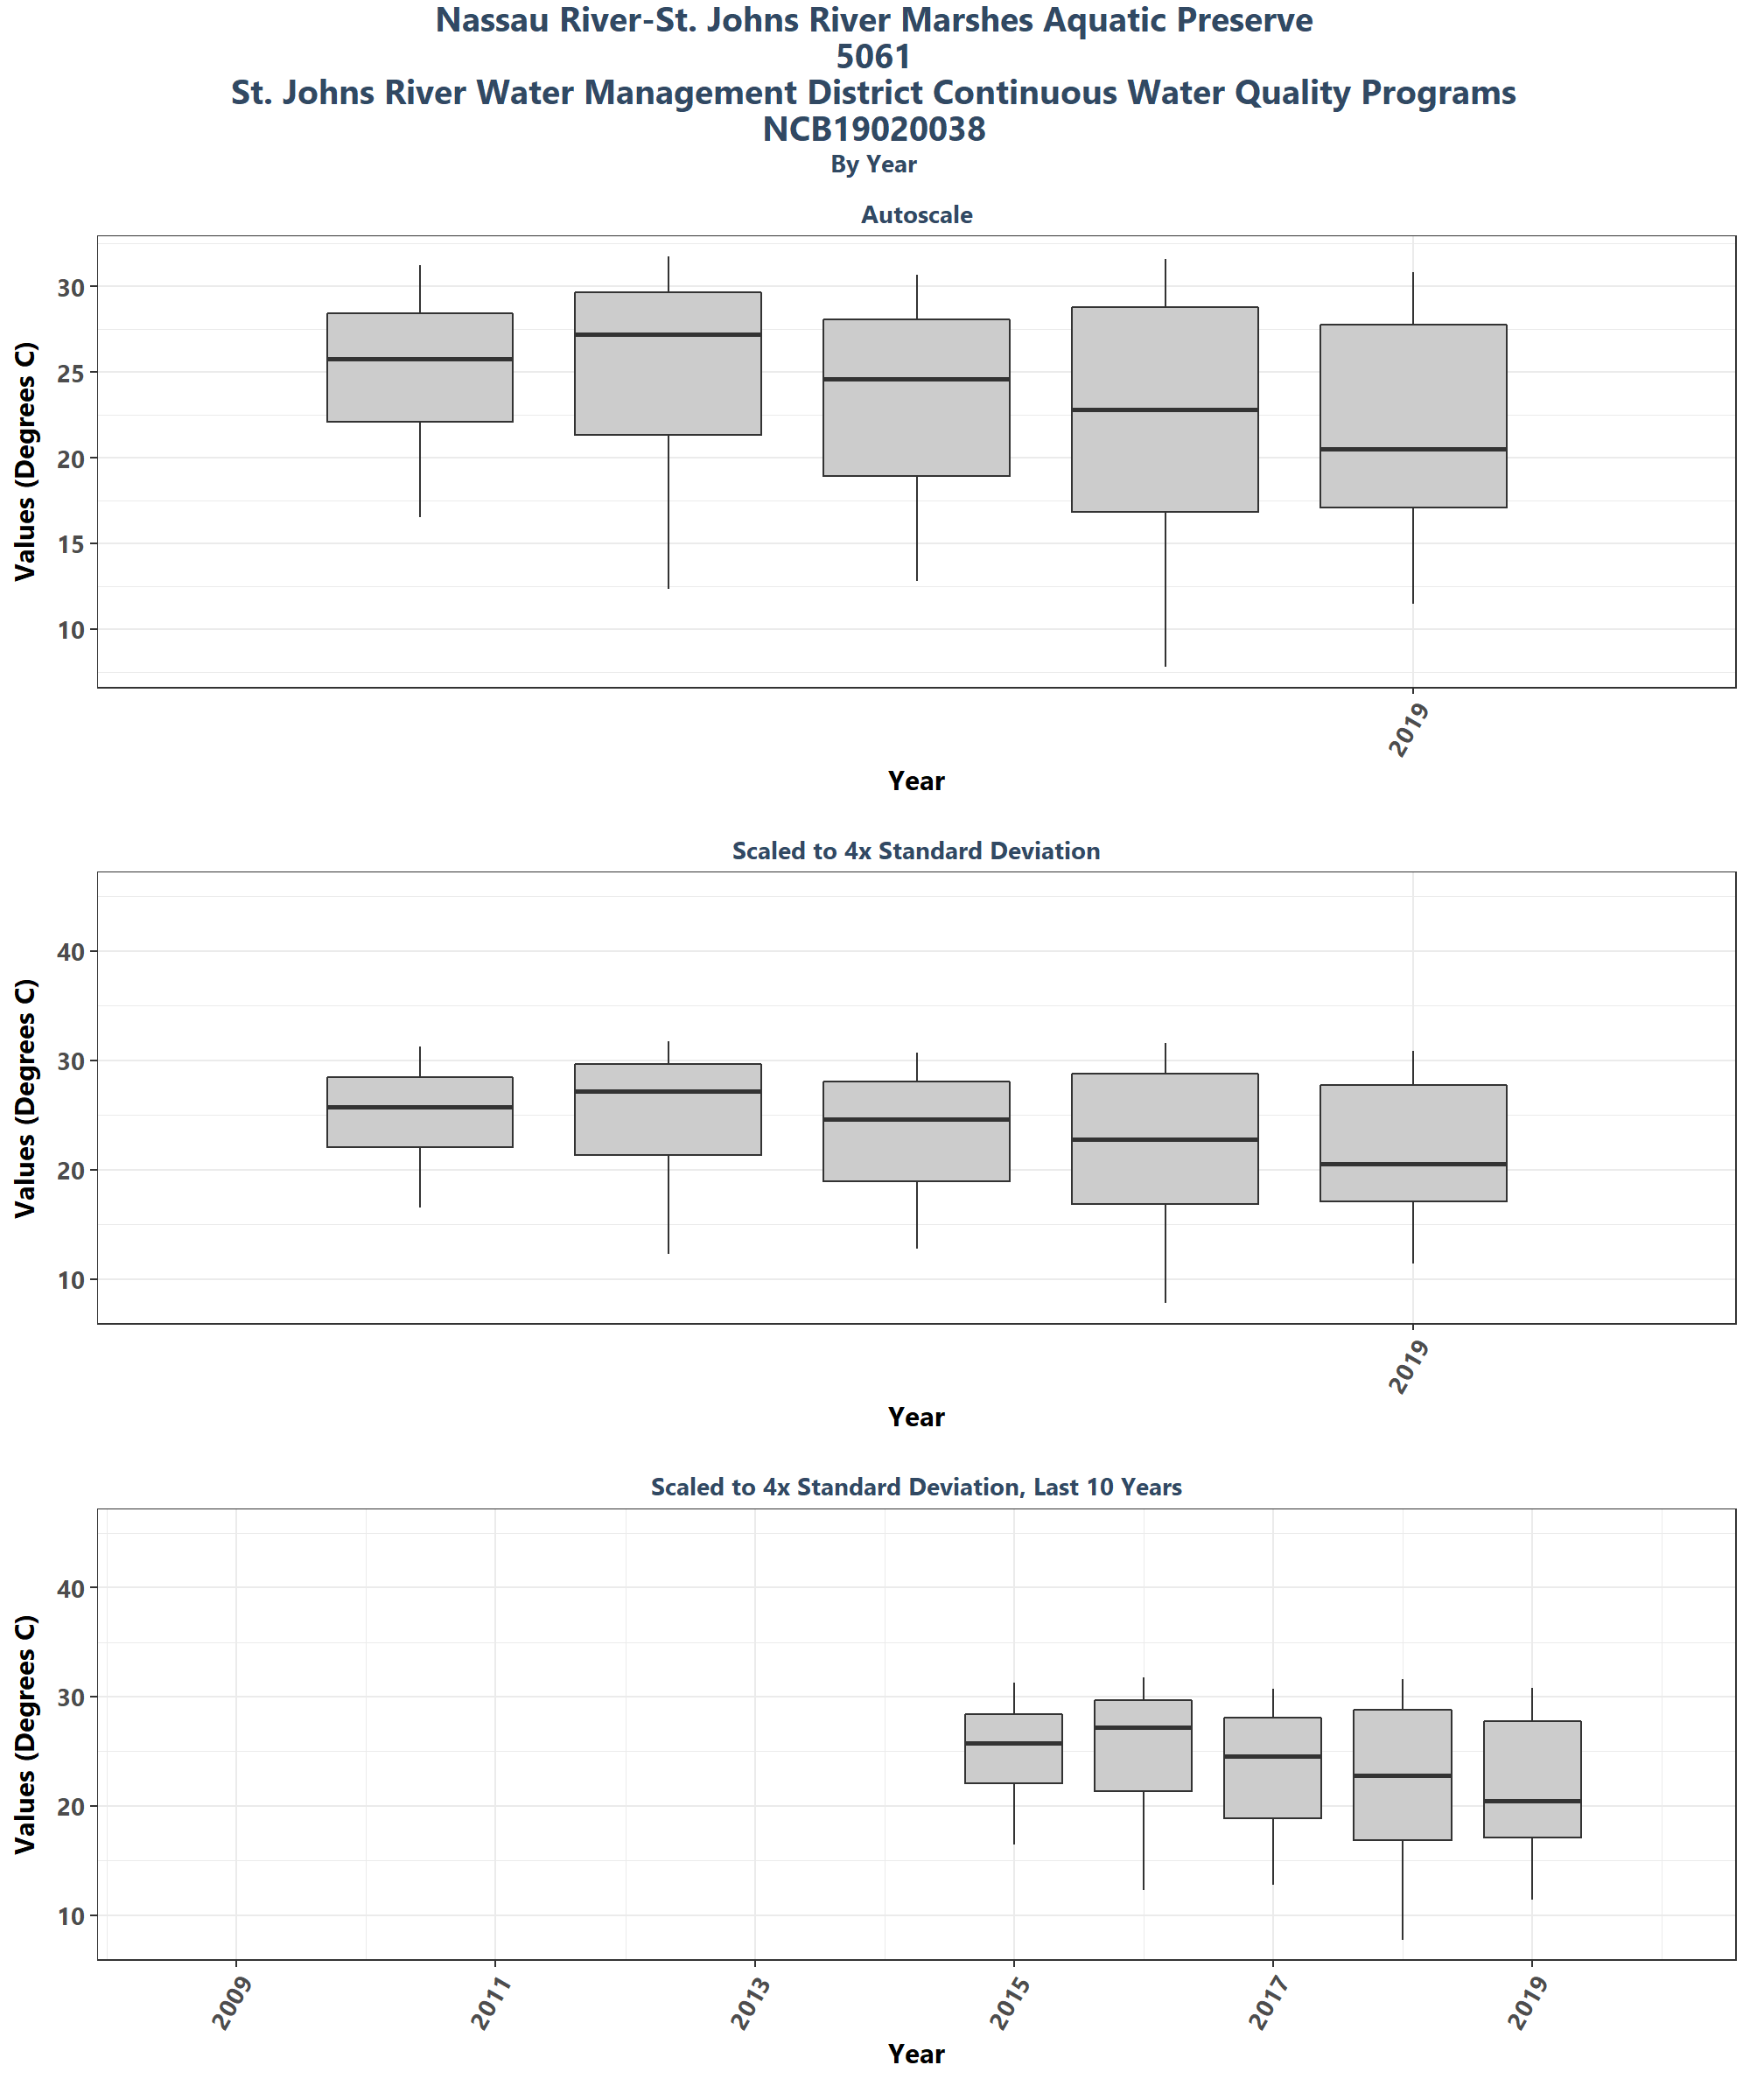 Nassau River-St. Johns River Marshes Aquatic Preserve
5061
St. Johns River Water Management District Continuous Water Quality Programs
NCB19020038
By Year
Autoscale
Values (Degrees C)
30
25
20
15
10
2019
Year
Scaled to 4x Standard Deviation
Values (Degrees C)
40
30
20
10
2019
Year
Scaled to 4x Standard Deviation, Last 10 Years
Values (Degrees C)
40
30
20
10
2009 2011 2013 2015 2017 2019
Year